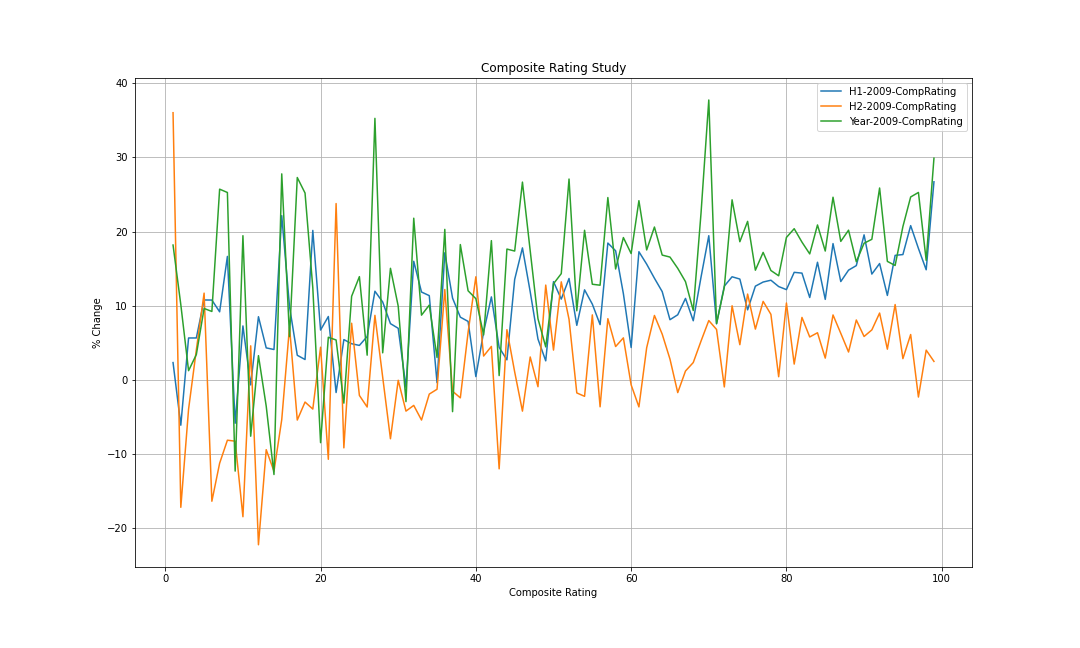 Composite Rating Study
H1-2009-CompRating
H2-2009-CompRating
Year-2009-CompRating
40
30
20
10
0
−10
−20
% Change
0 20 40 60 80 100
Composite Rating